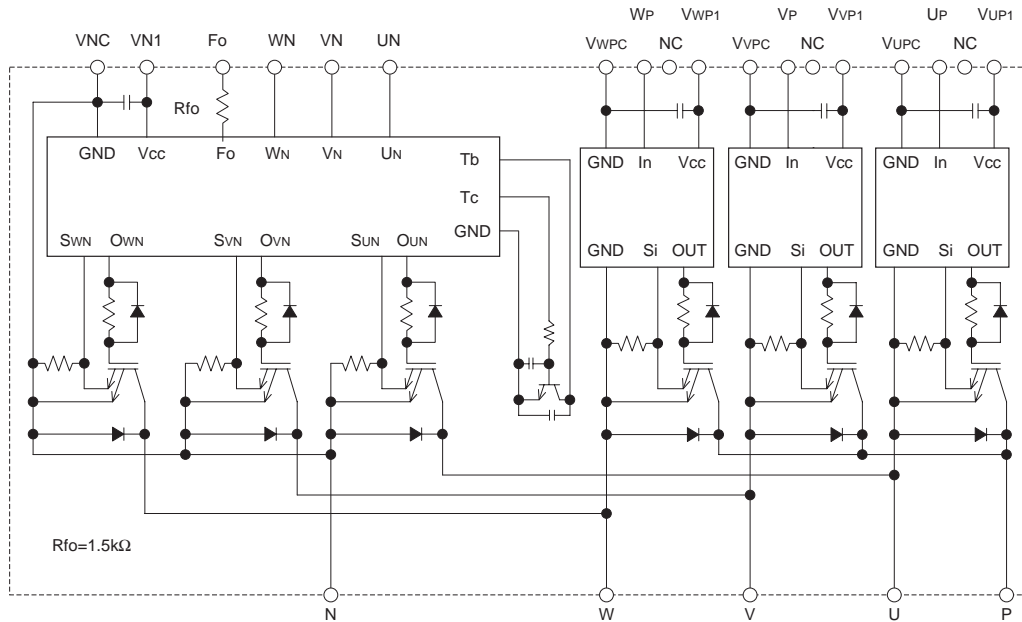 WP VWP1 VP VVP1 UP VUP1
VNC VN1 Fo WN VN UN VWPC NC VVPC NC VUPC NC
Rfo
GND Vcc Fo WN VN UN Tb
Tc
GND
SWN OWN SVN OVN SUN OUN
GND In Vcc GND In Vcc GND In Vcc
GND Si OUT GND Si OUT GND Si OUT
Rfo=1.5kΩ
N W V U P